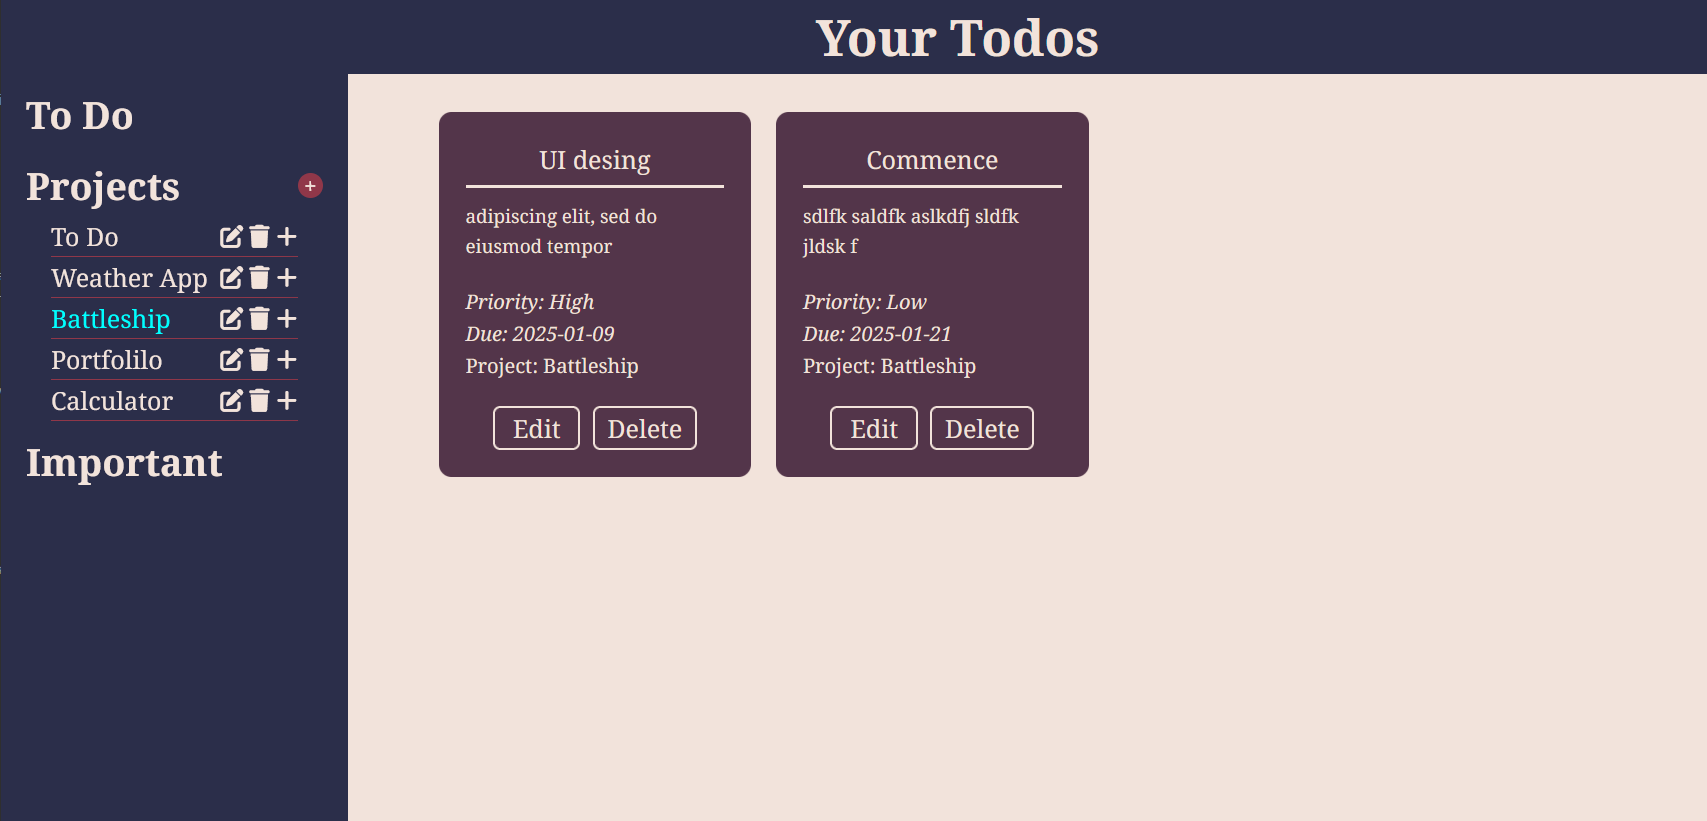 Your Todos
To Do
Projects
+
To Do
Weather App
Battleship
Portfolilo
Calculator
Important
UI desing
adipiscing elit, sed do
eiusmod tempor
Priority: High
Due: 2025-01-09
Project: Battleship
Edit Delete
Commence
sdlfk saldfk aslkdfj sldfk
jldsk f
Priority: Low
Due: 2025-01-21
Project: Battleship
Edit Delete